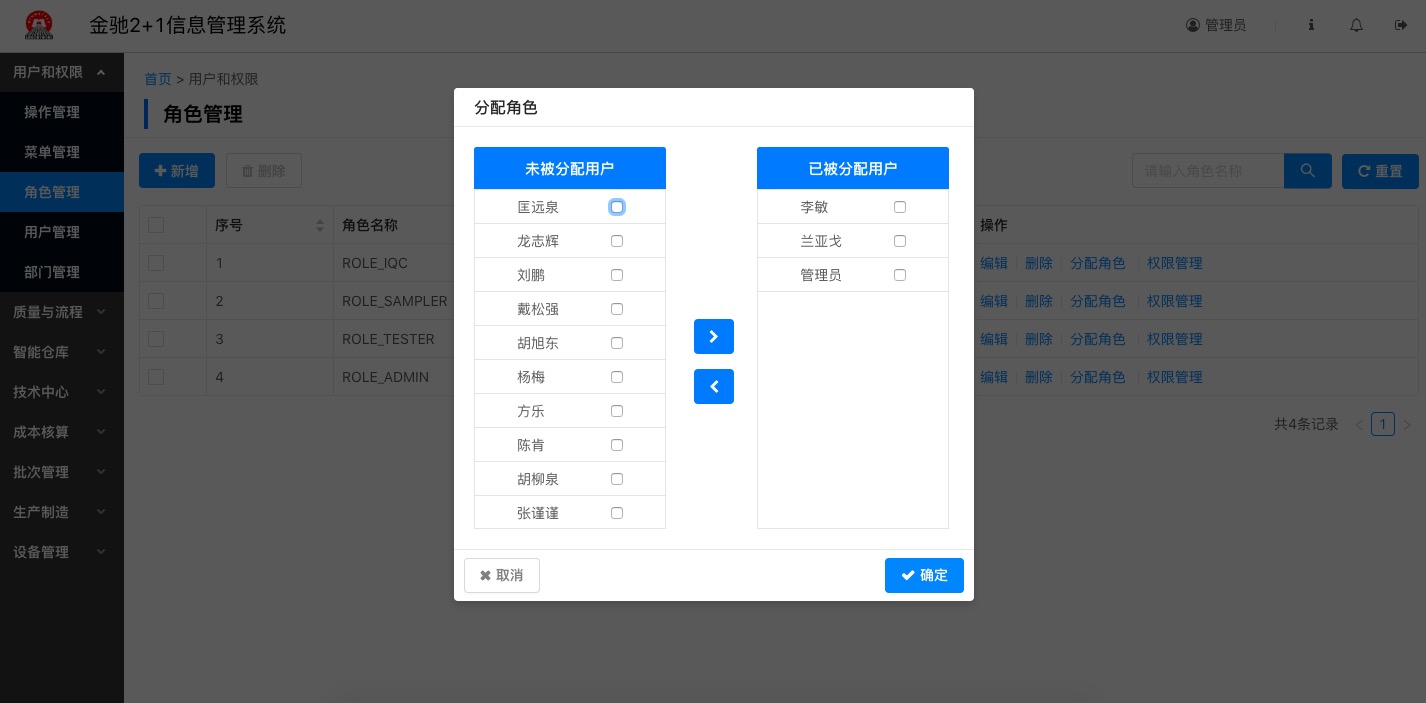 金驰2+1信息管理系统
管理员
用户和权限
操作管理
菜单管理
角色管理
用户管理
部门管理
质量与流程
智能仓库
技术中心
成本核算
批次管理
生产制造
设备管理
首页 > 用户和权限
角色管理
新增
删除
请输入角色名称
重置
序号
角色名称
操作
1
ROLE_IQC
编辑
删除
分配角色
权限管理
2
ROLE_SAMPLER
编辑
删除
分配角色
权限管理
3
ROLE_TESTER
编辑
删除
分配角色
权限管理
4
ROLE_ADMIN
编辑
删除
分配角色
权限管理
共4条记录
1
分配角色
未被分配用户
匡远泉
龙志辉
刘鹏
戴松强
胡旭东
杨梅
方乐
陈肯
胡柳泉
张谨谨
已被分配用户
李敏
兰亚戈
管理员
取消
确定